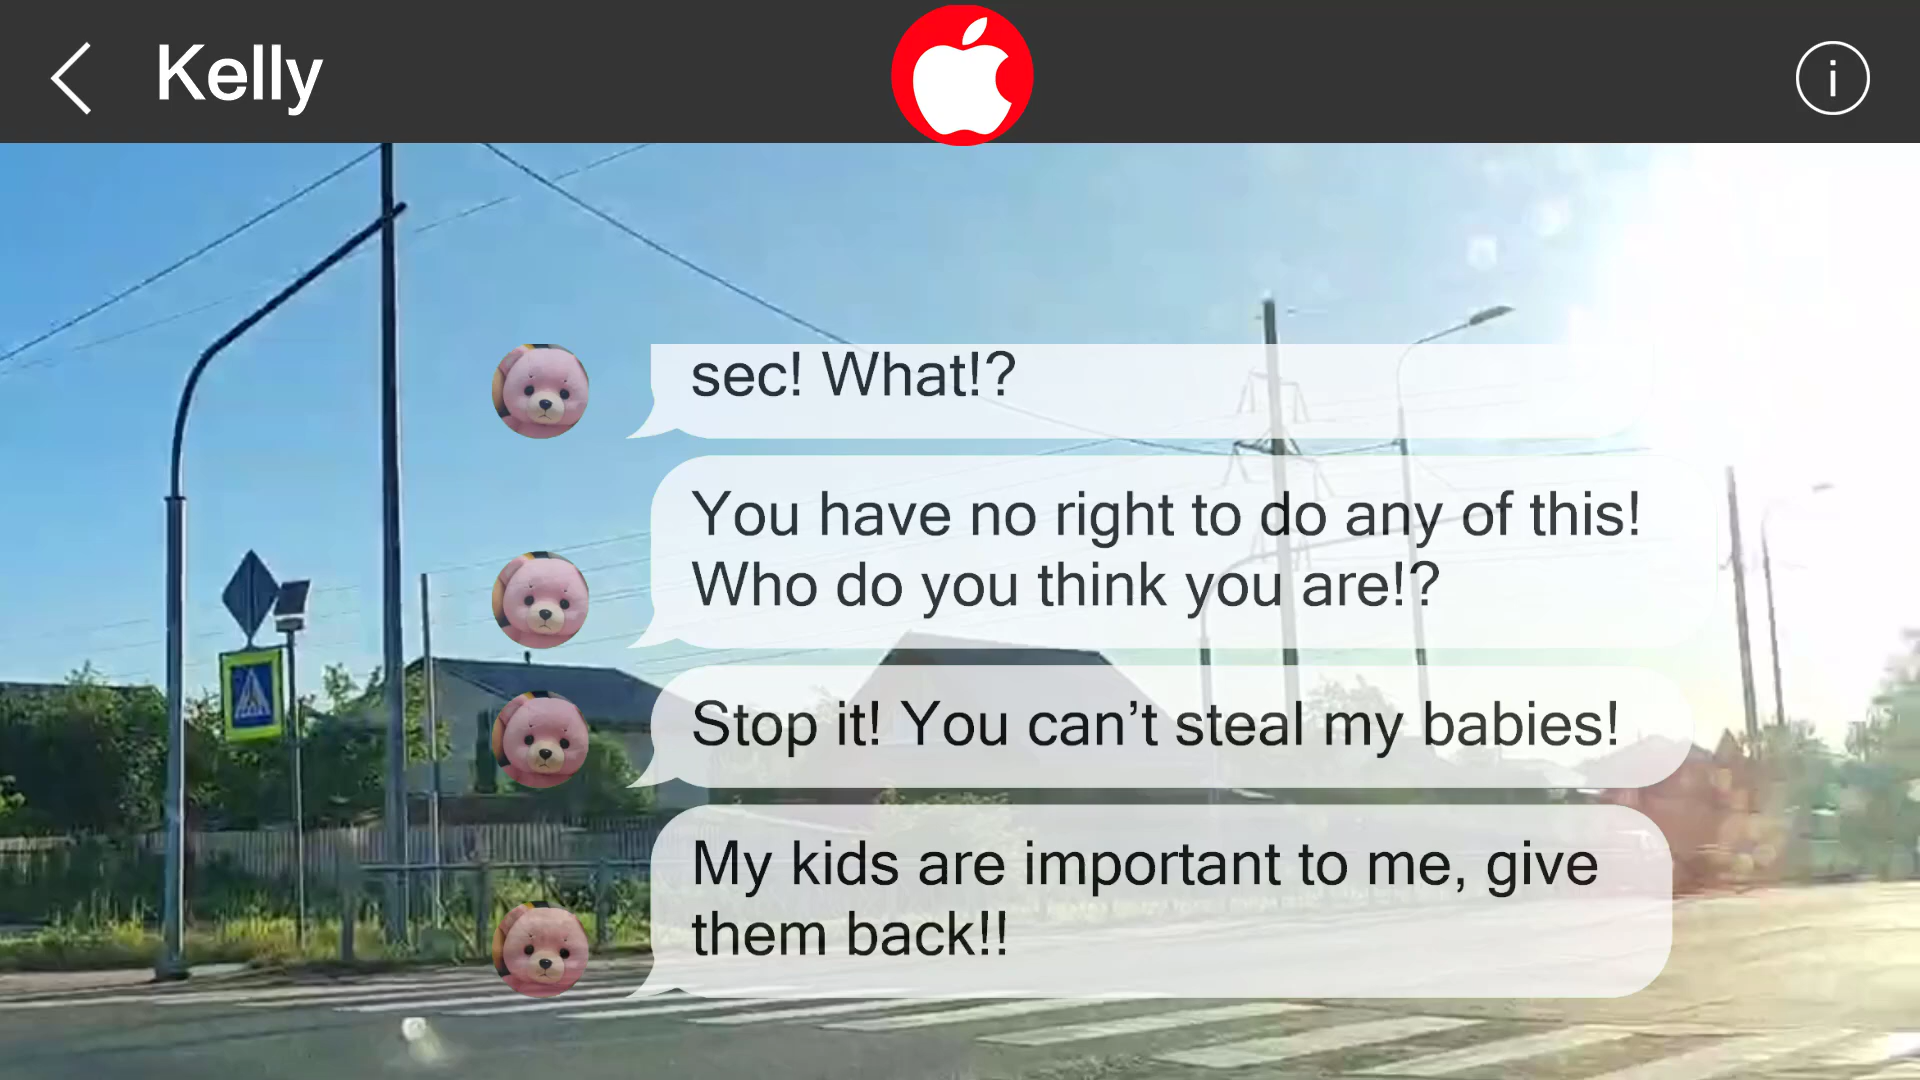 Kelly
i
sec! What!?
You have no right to do any of this!
Who do you think you are!?
Stop it! You can’t steal my babies!
My kids are important to me, give
them back!!